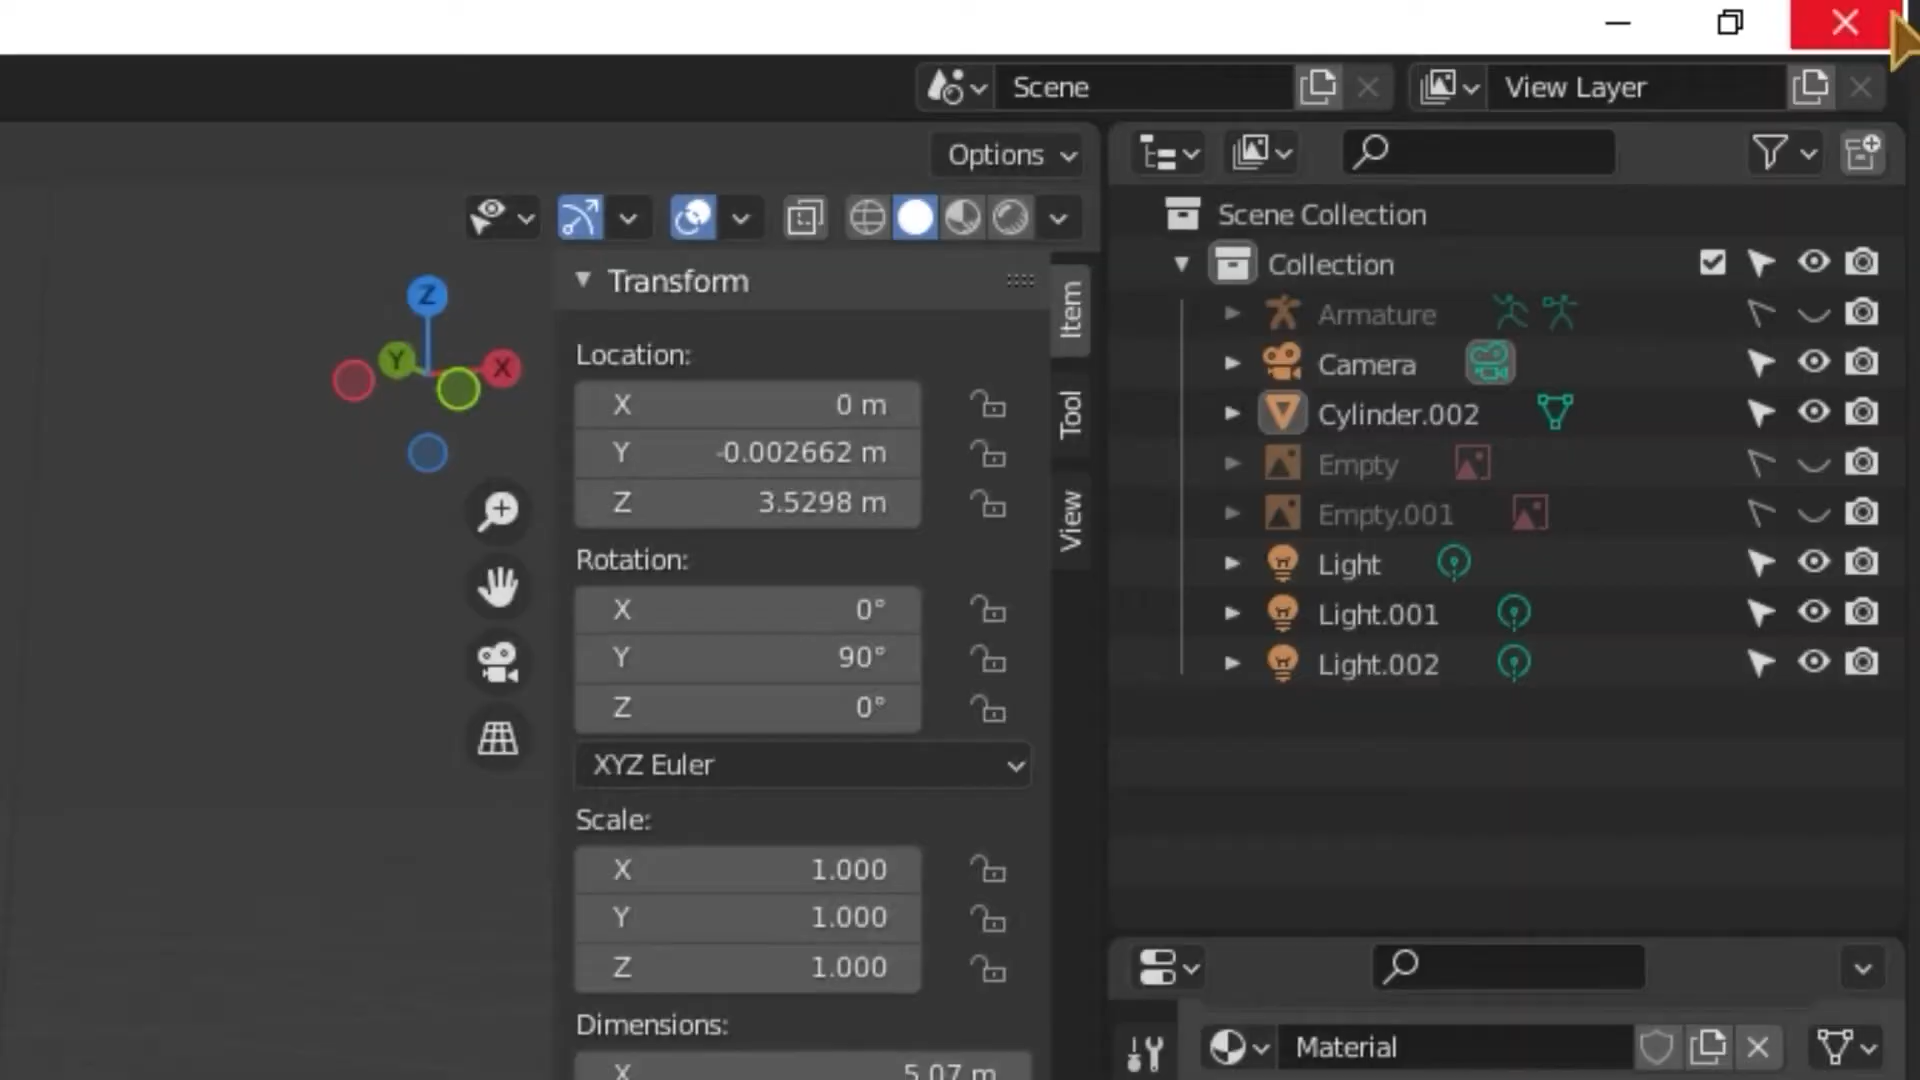 Scene
View Layer
Options
Scene Collection
Collection
Armature
Camera
Cylinder.002
Empty
Empty.001
Light
Light.001
Light.002
Z
Y
X
Transform
Item
Tool
View
Location:
X 0 m
Y -0.002662 m
Z 3.5298 m
Rotation:
X 0°
Y 90°
Z 0°
XYZ Euler
Scale:
X 1.000
Y 1.000
Z 1.000
Dimensions:
X 5.07 m
Material